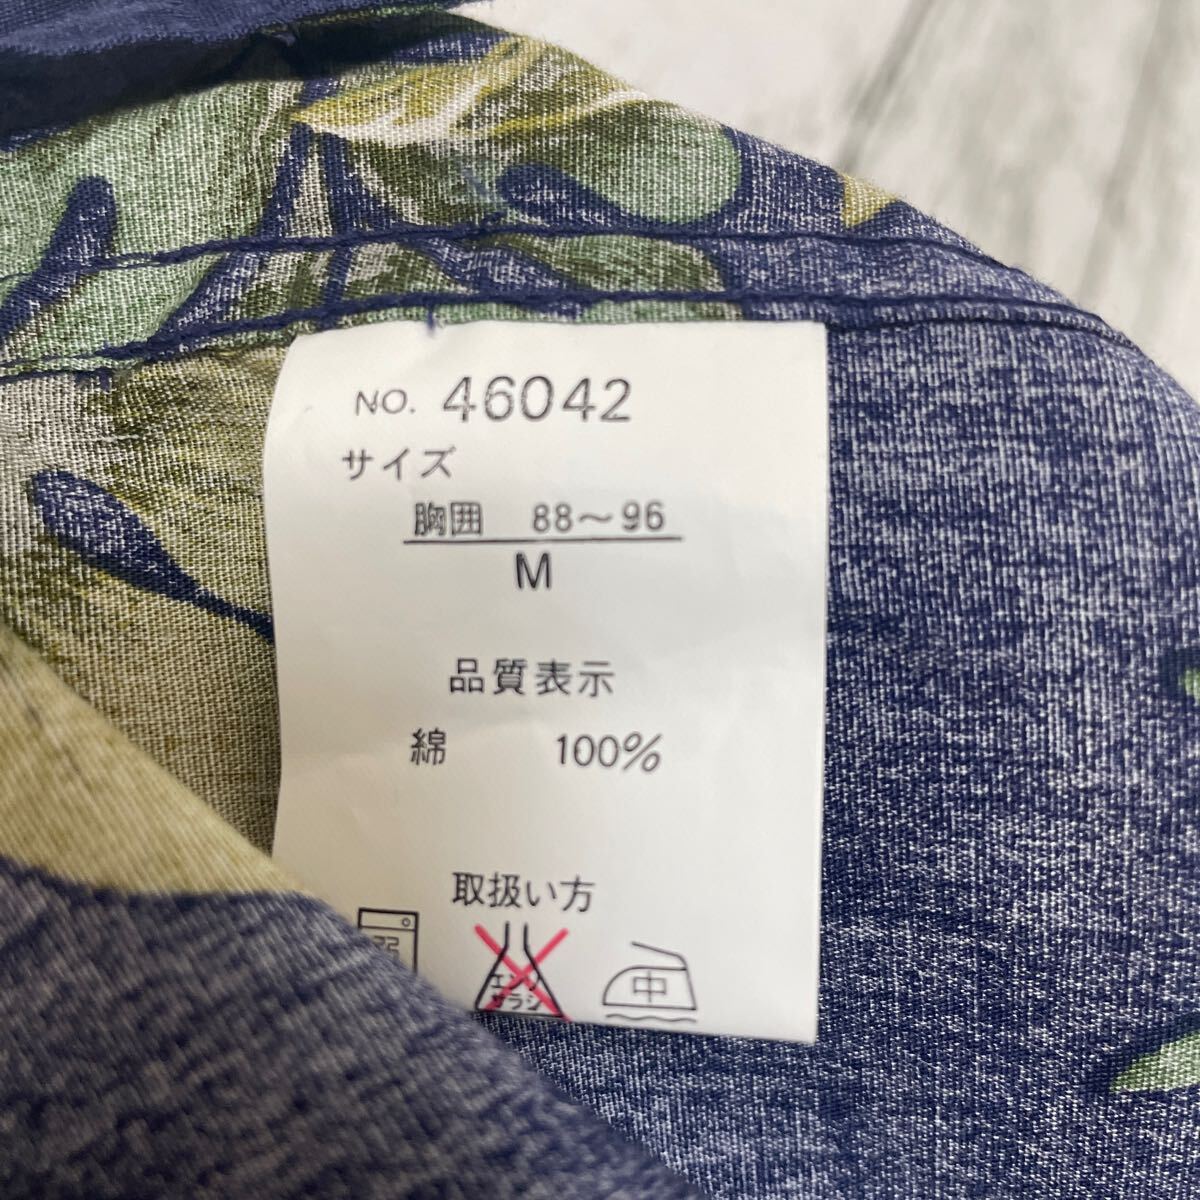 NO. 46042
サイズ
胸囲 88〜96
M
品質表示
綿 100%
取扱い方
エンソ
サラシ
中